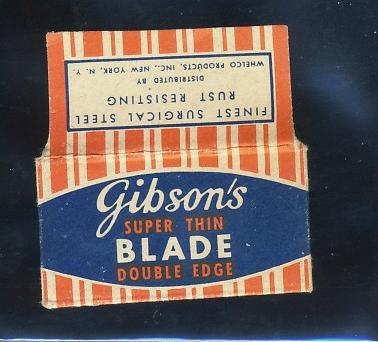 FINEST SURGICAL STEEL
RUST RESISTING
DISTRIBUTED BY
WHELCO PRODUCTS, INC., NEW YORK, N. Y.
Gibson's
SUPER THIN
BLADE
DOUBLE EDGE